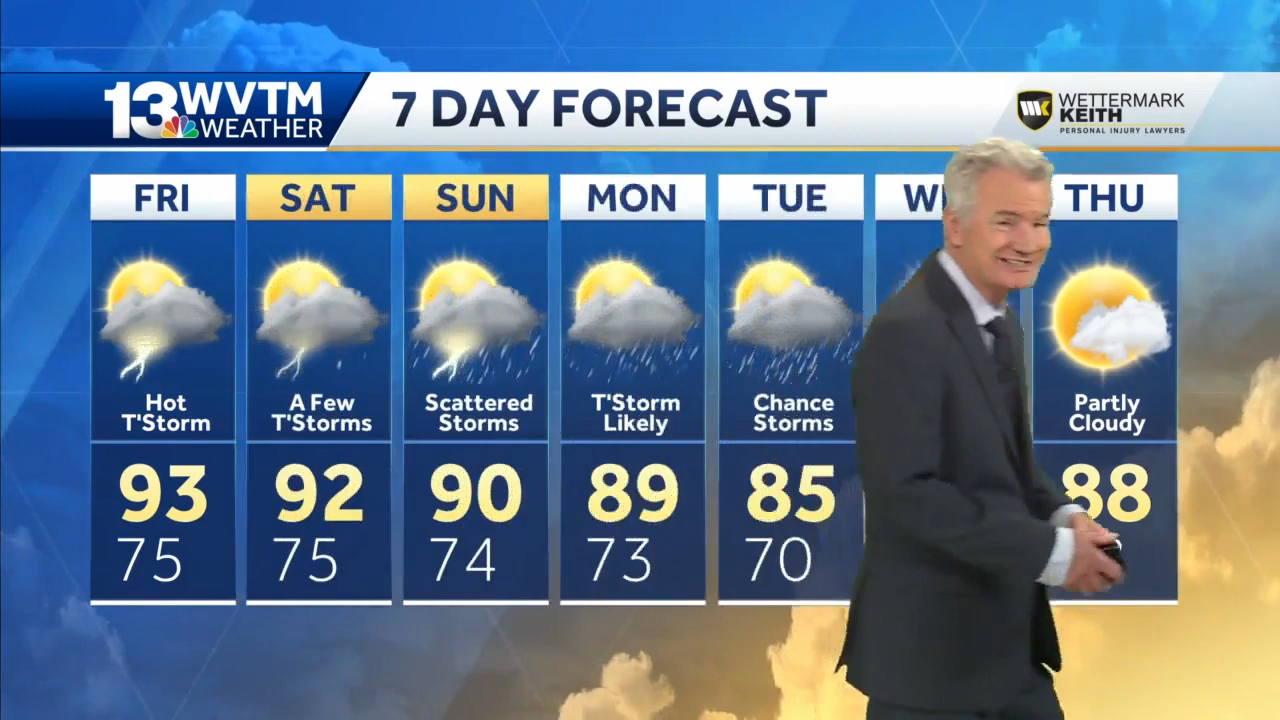 13 WVTM
WEATHER
7 DAY FORECAST
WETTERMARK
KEITH
PERSONAL INJURY LAWYERS
FRI
SAT
SUN
MON
TUE
THU
Hot
T'Storm
A Few
T'Storms
Scattered
Storms
T'Storm
Likely
Chance
Storms
Partly
Cloudy
93
92
90
89
85
88
75
75
74
73
70